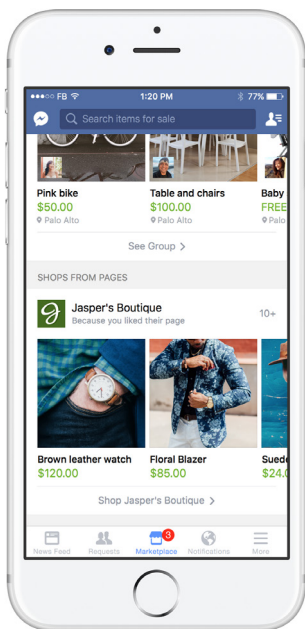 FB
1:20 PM
77%
Search items for sale
Pink bike
$50.00
Palo Alto
Table and chairs
$100.00
Palo Alto
Baby
FREE
Palo
See Group >
SHOPS FROM PAGES
Jasper's Boutique
Because you liked their page
10+
Brown leather watch
$120.00
Floral Blazer
$85.00
Suede
$24.0
Shop Jasper's Boutique >
3
News Feed
Requests
Marketplace
Notifications
More